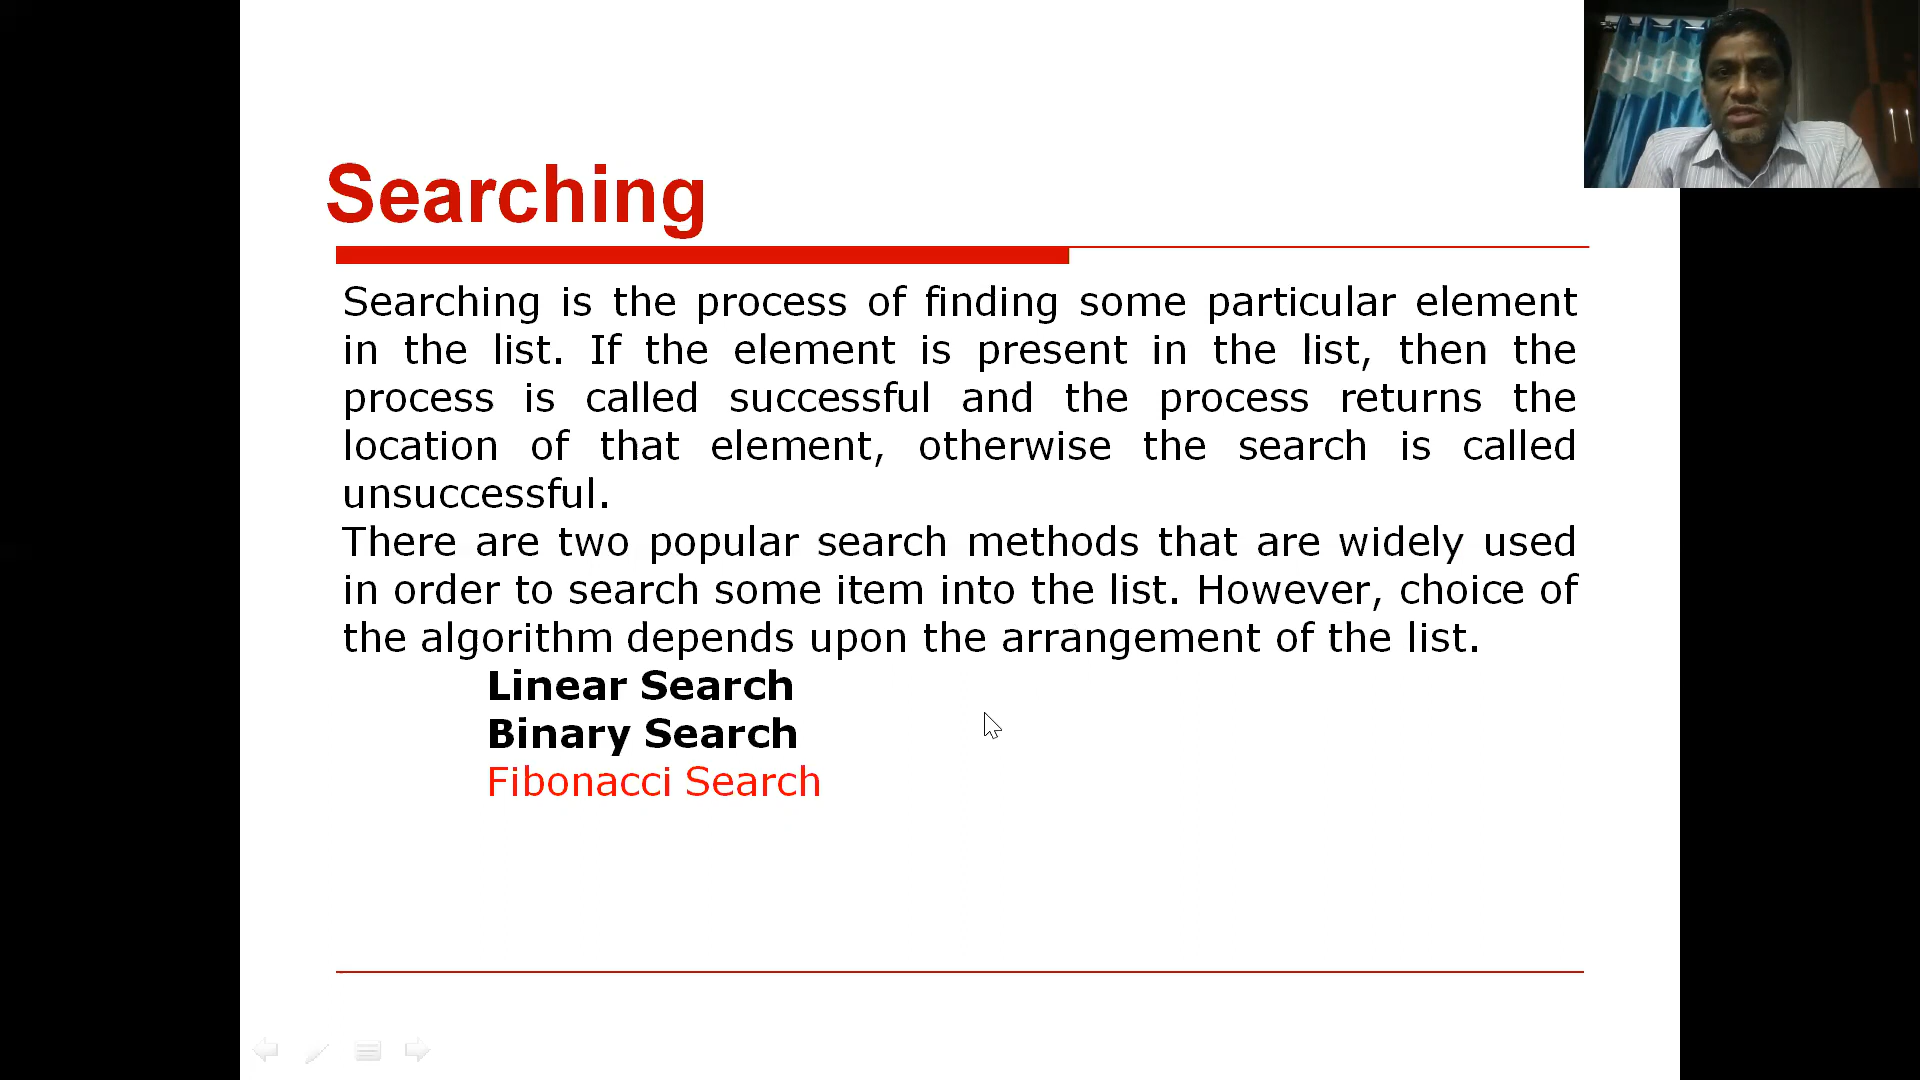 Searching
Searching is the process of finding some particular element
in the list. If the element is present in the list, then the
process is called successful and the process returns the
location of that element, otherwise the search is called
unsuccessful.
There are two popular search methods that are widely used
in order to search some item into the list. However, choice of
the algorithm depends upon the arrangement of the list.
Linear Search
Binary Search
Fibonacci Search